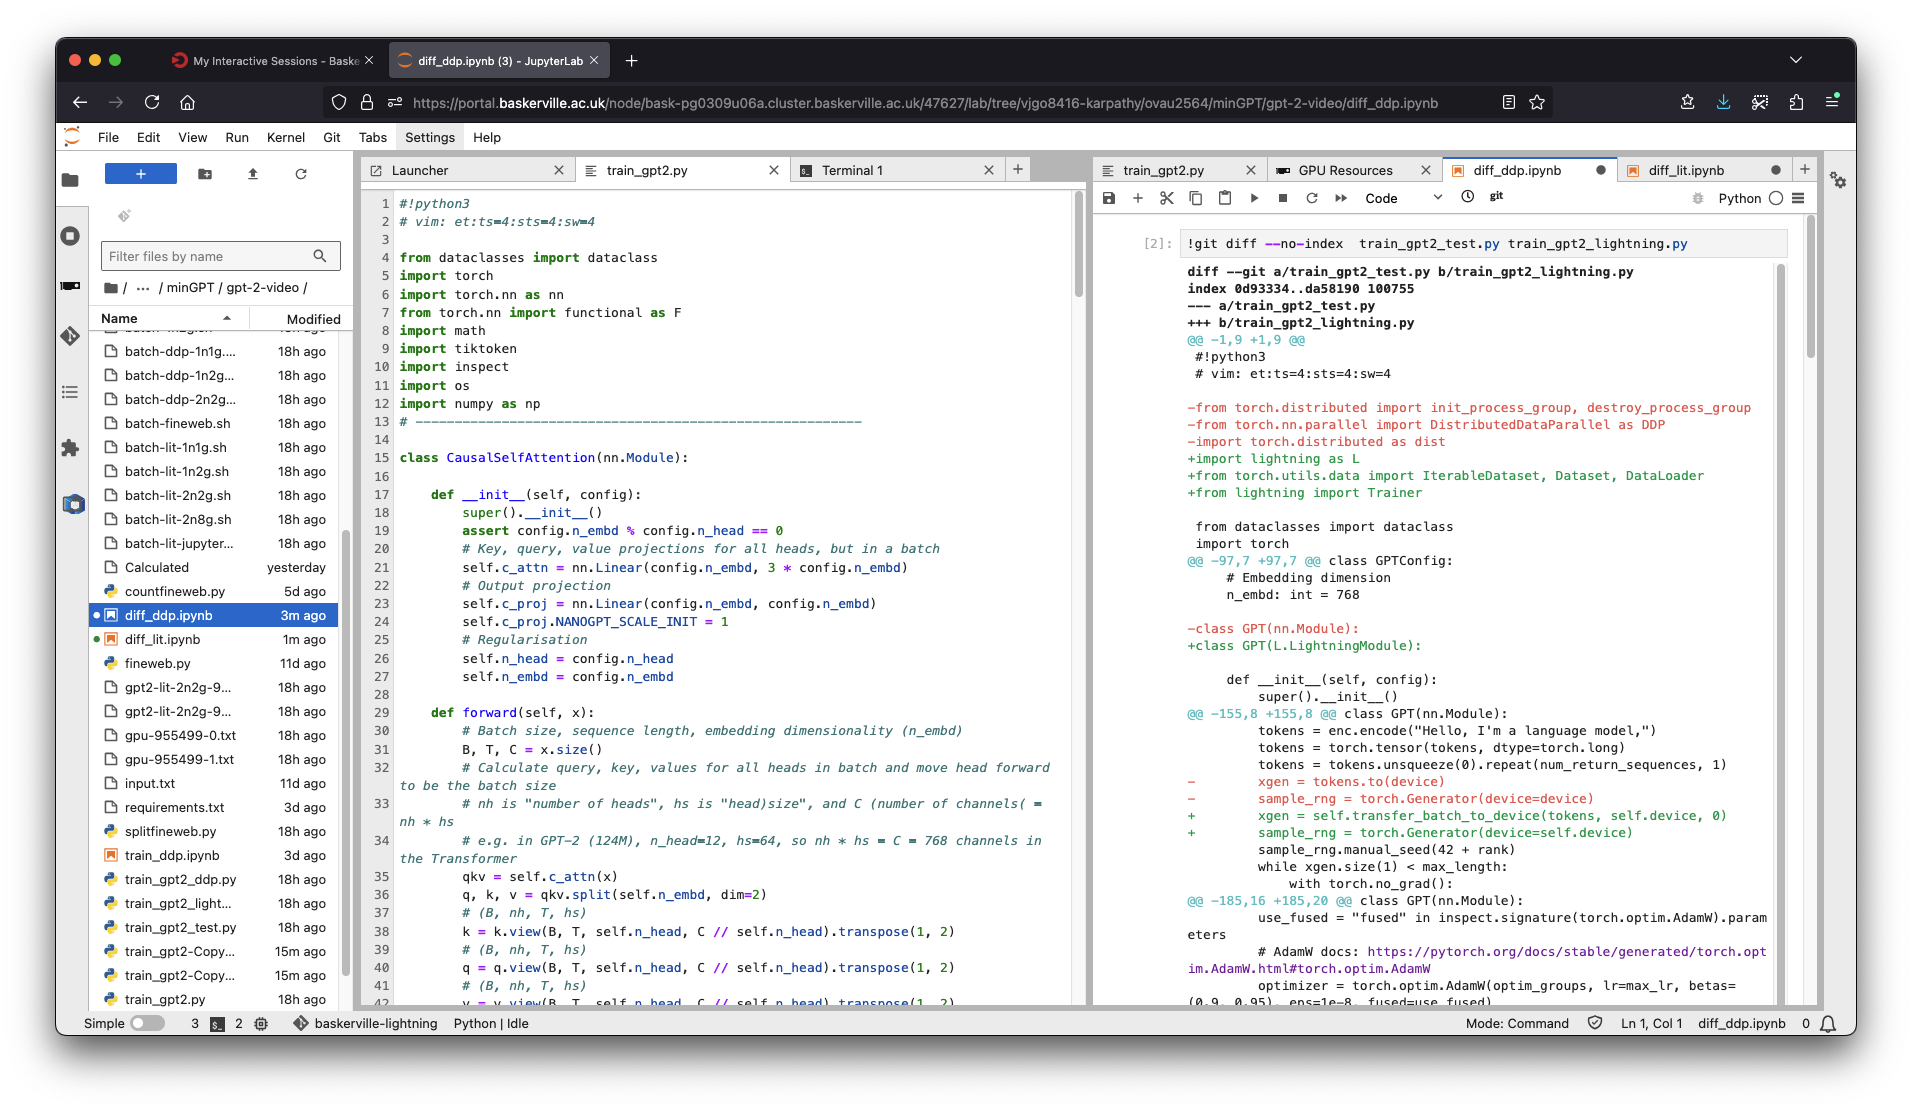 My Interactive Sessions - Baske
diff_ddp.ipynb (3) - JupyterLab
https://portal.baskerville.ac.uk/node/bask-pg0309u06a.cluster.baskerville.ac.uk/47627/lab/tree/vjgo8416-karpathy/ovau2564/minGPT/gpt-2-video/diff_ddp.ipynb
File Edit View Run Kernel Git Tabs Settings Help
Filter files by name
/ ... / minGPT / gpt-2-video /
Name Modified
batch-ddp-1n1g.... 18h ago
batch-ddp-1n2g... 18h ago
batch-ddp-2n2g... 18h ago
batch-fineweb.sh 18h ago
batch-lit-1n1g.sh 18h ago
batch-lit-1n2g.sh 18h ago
batch-lit-2n2g.sh 18h ago
batch-lit-2n8g.sh 18h ago
batch-lit-jupyter... 18h ago
Calculated yesterday
countfineweb.py 5d ago
diff_ddp.ipynb 3m ago
diff_lit.ipynb 1m ago
fineweb.py 11d ago
gpt2-lit-2n2g-9... 18h ago
gpt2-lit-2n2g-9... 18h ago
gpu-955499-0.txt 18h ago
gpu-955499-1.txt 18h ago
input.txt 11d ago
requirements.txt 3d ago
splitfineweb.py 18h ago
train_ddp.ipynb 3d ago
train_gpt2_ddp.py 18h ago
train_gpt2_light... 18h ago
train_gpt2_test.py 18h ago
train_gpt2-Copy... 15m ago
train_gpt2-Copy... 15m ago
train_gpt2.py 18h ago
Launcher train_gpt2.py Terminal 1
1 #!python3
2 # vim: et:ts=4:sts=4:sw=4
3
4 from dataclasses import dataclass
5 import torch
6 import torch.nn as nn
7 from torch.nn import functional as F
8 import math
9 import tiktoken
10 import inspect
11 import os
12 import numpy as np
13 # ---------------------------------------------------------
14
15 class CausalSelfAttention(nn.Module):
16
17 def __init__(self, config):
18 super().__init__()
19 assert config.n_embd % config.n_head == 0
20 # Key, query, value projections for all heads, but in a batch
21 self.c_attn = nn.Linear(config.n_embd, 3 * config.n_embd)
22 # Output projection
23 self.c_proj = nn.Linear(config.n_embd, config.n_embd)
24 self.c_proj.NANOGPT_SCALE_INIT = 1
25 # Regularisation
26 self.n_head = config.n_head
27 self.n_embd = config.n_embd
28
29 def forward(self, x):
30 # Batch size, sequence length, embedding dimensionality (n_embd)
31 B, T, C = x.size()
32 # Calculate query, key, values for all heads in batch and move head forward
to be the batch size
33 # nh is "number of heads", hs is "head)size", and C (number of channels( =
nh * hs
34 # e.g. in GPT-2 (124M), n_head=12, hs=64, so nh * hs = C = 768 channels in
the Transformer
35 qkv = self.c_attn(x)
36 q, k, v = qkv.split(self.n_embd, dim=2)
37 # (B, nh, T, hs)
38 k = k.view(B, T, self.n_head, C // self.n_head).transpose(1, 2)
39 # (B, nh, T, hs)
40 q = q.view(B, T, self.n_head, C // self.n_head).transpose(1, 2)
41 # (B, nh, T, hs)
42 v = v.view(B, T, self.n_head, C // self.n_head).transpose(1, 2)
train_gpt2.py GPU Resources diff_ddp.ipynb diff_lit.ipynb
Code git Python
[2]: !git diff --no-index train_gpt2_test.py train_gpt2_lightning.py
diff --git a/train_gpt2_test.py b/train_gpt2_lightning.py
index 0d93334..da58190 100755
--- a/train_gpt2_test.py
+++ b/train_gpt2_lightning.py
@@ -1,9 +1,9 @@
#!python3
# vim: et:ts=4:sts=4:sw=4
-from torch.distributed import init_process_group, destroy_process_group
-from torch.nn.parallel import DistributedDataParallel as DDP
-import torch.distributed as dist
+import lightning as L
+from torch.utils.data import IterableDataset, Dataset, DataLoader
+from lightning import Trainer
from dataclasses import dataclass
import torch
@@ -97,7 +97,7 @@ class GPTConfig:
# Embedding dimension
n_embd: int = 768
-class GPT(nn.Module):
+class GPT(L.LightningModule):
def __init__(self, config):
super().__init__()
@@ -155,8 +155,8 @@ class GPT(nn.Module):
tokens = enc.encode("Hello, I'm a language model,")
tokens = torch.tensor(tokens, dtype=torch.long)
tokens = tokens.unsqueeze(0).repeat(num_return_sequences, 1)
- xgen = tokens.to(device)
- sample_rng = torch.Generator(device=device)
+ xgen = self.transfer_batch_to_device(tokens, self.device, 0)
+ sample_rng = torch.Generator(device=self.device)
sample_rng.manual_seed(42 + rank)
while xgen.size(1) < max_length:
with torch.no_grad():
@@ -185,16 +185,20 @@ class GPT(nn.Module):
use_fused = "fused" in inspect.signature(torch.optim.AdamW).param
eters
# AdamW docs: https://pytorch.org/docs/stable/generated/torch.opt
im.AdamW.html#torch.optim.AdamW
optimizer = torch.optim.AdamW(optim_groups, lr=max_lr, betas=
(0.9, 0.95), eps=1e-8, fused=use_fused)
Simple 3 2 baskerville-lightning Python | Idle
Mode: Command Ln 1, Col 1 diff_ddp.ipynb 0